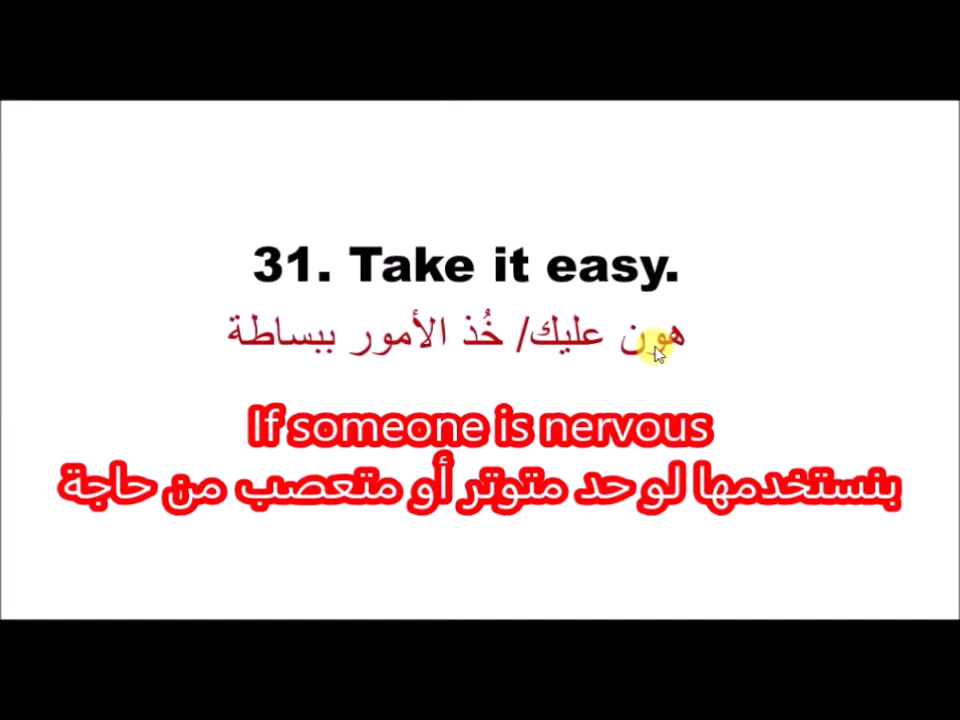 31. Take it easy.
هون عليك/ خُذ الأمور ببساطة
If someone is nervous
بنستخدمها لو حد متوتر أو متعصب من حاجة